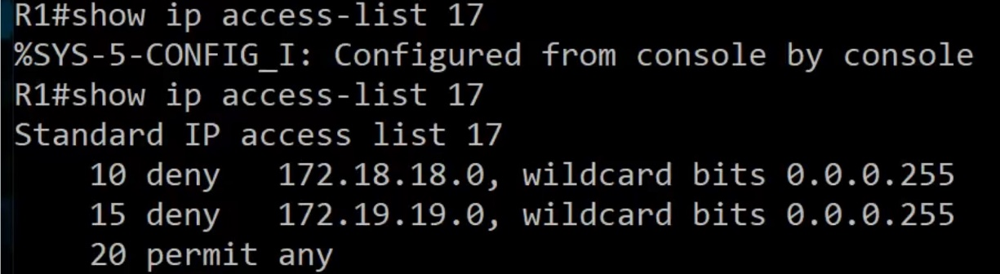 R1#show ip access-list 17
%SYS-5-CONFIG_I: Configured from console by console
R1#show ip access-list 17
Standard IP access list 17
    10 deny   172.18.18.0, wildcard bits 0.0.0.255
    15 deny   172.19.19.0, wildcard bits 0.0.0.255
    20 permit any